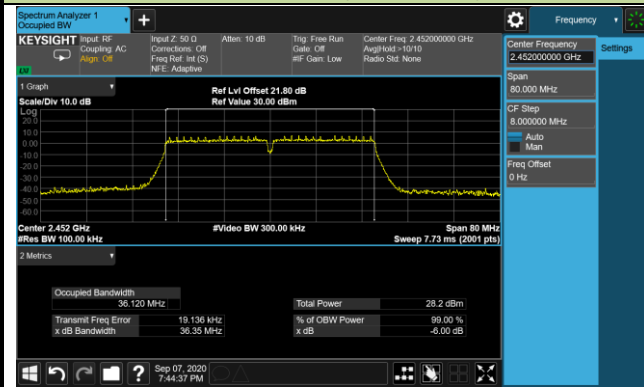 Spectrum Analyzer 1
Occupied BW
+
Frequency
KEYSIGHT
Input: RF
Coupling: AC
Align: Off
Input Z: 50 Ω
Corrections: Off
Freq Ref: Int (S)
NFE: Adaptive
Atten: 10 dB
Trig: Free Run
Gate: Off
#IF Gain: Low
Center Freq: 2.452000000 GHz
Avg|Hold:>10/10
Radio Std: None
Center Frequency
2.452000000 GHz
Settings
Span
80.000 MHz
CF Step
8.000000 MHz
Auto
Man
Freq Offset
0 Hz
1 Graph
Scale/Div 10.0 dB
Ref Lvl Offset 21.80 dB
Ref Value 30.00 dBm
Log
20.0
10.0
0.00
-10.0
-20.0
-30.0
-40.0
-50.0
-60.0
Center 2.452 GHz
#Video BW 300.00 kHz
Span 80 MHz
#Res BW 100.00 kHz
Sweep 7.73 ms (2001 pts)
2 Metrics
Occupied Bandwidth
36.120 MHz
Total Power
28.2 dBm
Transmit Freq Error
19.136 kHz
% of OBW Power
99.00 %
x dB Bandwidth
36.35 MHz
x dB
-6.00 dB
?
Sep 07, 2020
7:44:37 PM